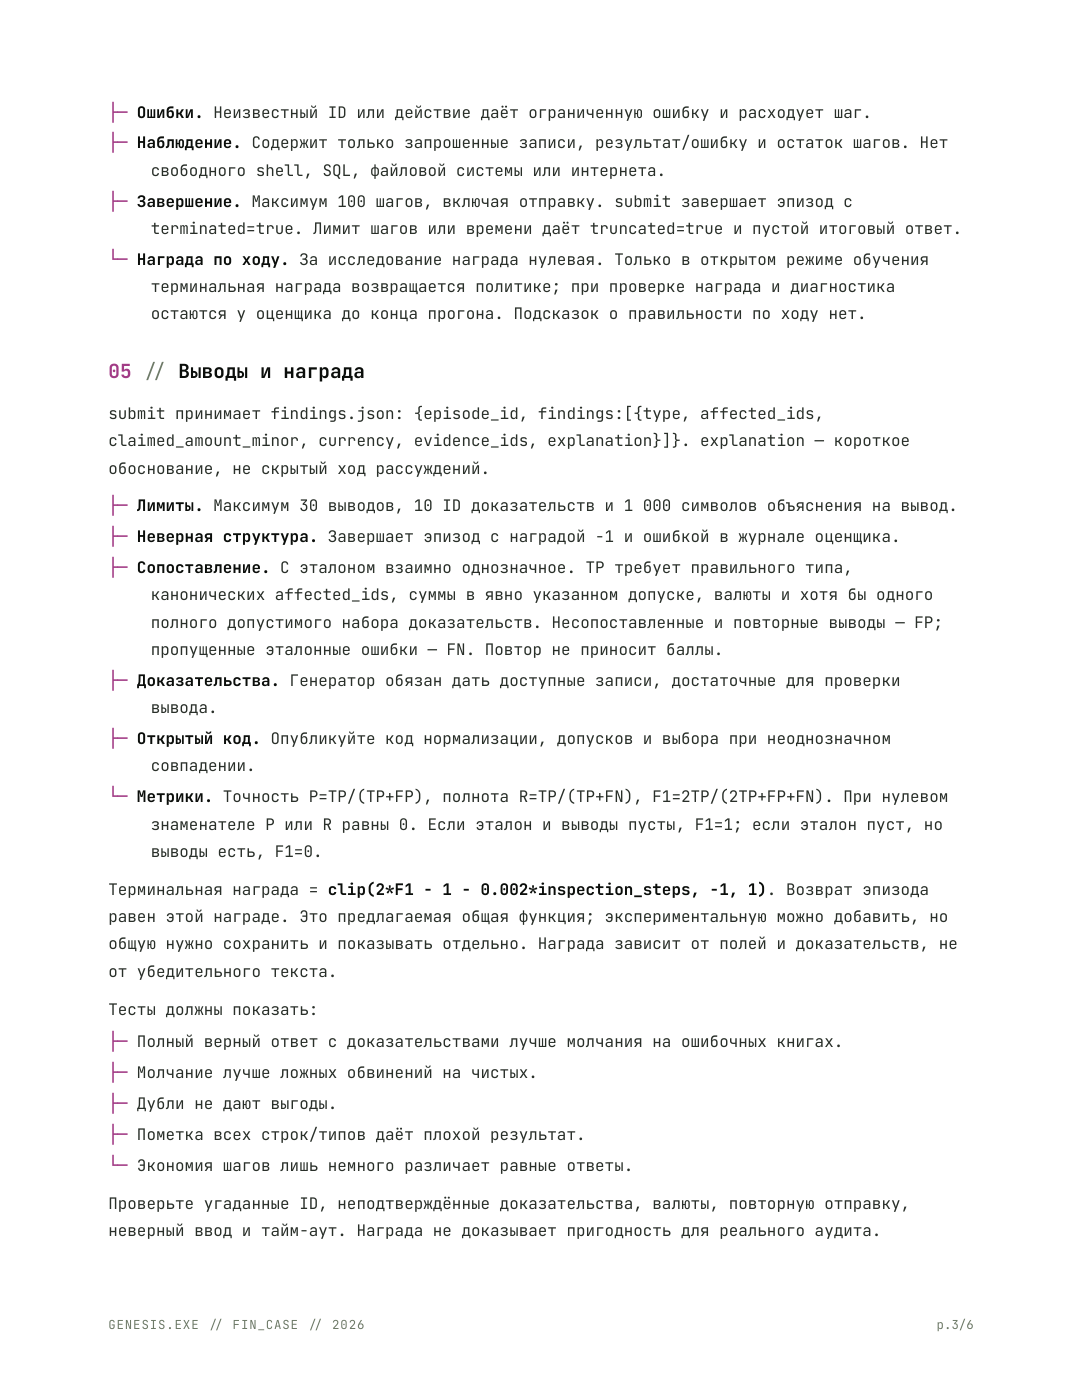 ├─ Ошибки. Неизвестный ID или действие даёт ограниченную ошибку и расходует шаг.
├─ Наблюдение. Содержит только запрошенные записи, результат/ошибку и остаток шагов. Нет
свободного shell, SQL, файловой системы или интернета.
├─ Завершение. Максимум 100 шагов, включая отправку. submit завершает эпизод с
terminated=true. Лимит шагов или времени даёт truncated=true и пустой итоговый ответ.
└─ Награда по ходу. За исследование награда нулевая. Только в открытом режиме обучения
терминальная награда возвращается политике; при проверке награда и диагностика
остаются у оценщика до конца прогона. Подсказок о правильности по ходу нет.
05 // Выводы и награда
submit принимает findings.json: {episode_id, findings:[{type, affected_ids,
claimed_amount_minor, currency, evidence_ids, explanation}]}. explanation — короткое
обоснование, не скрытый ход рассуждений.
├─ Лимиты. Максимум 30 выводов, 10 ID доказательств и 1 000 символов объяснения на вывод.
├─ Неверная структура. Завершает эпизод с наградой -1 и ошибкой в журнале оценщика.
├─ Сопоставление. С эталоном взаимно однозначное. TP требует правильного типа,
канонических affected_ids, суммы в явно указанном допуске, валюты и хотя бы одного
полного допустимого набора доказательств. Несопоставленные и повторные выводы — FP;
пропущенные эталонные ошибки — FN. Повтор не приносит баллы.
├─ Доказательства. Генератор обязан дать доступные записи, достаточные для проверки
вывода.
├─ Открытый код. Опубликуйте код нормализации, допусков и выбора при неоднозначном
совпадении.
└─ Метрики. Точность P=TP/(TP+FP), полнота R=TP/(TP+FN), F1=2TP/(2TP+FP+FN). При нулевом
знаменателе P или R равны 0. Если эталон и выводы пусты, F1=1; если эталон пуст, но
выводы есть, F1=0.
Терминальная награда = clip(2*F1 - 1 - 0.002*inspection_steps, -1, 1). Возврат эпизода
равен этой награде. Это предлагаемая общая функция; экспериментальную можно добавить, но
общую нужно сохранить и показывать отдельно. Награда зависит от полей и доказательств, не
от убедительного текста.
Тесты должны показать:
├─ Полный верный ответ с доказательствами лучше молчания на ошибочных книгах.
├─ Молчание лучше ложных обвинений на чистых.
├─ Дубли не дают выгоды.
├─ Пометка всех строк/типов даёт плохой результат.
└─ Экономия шагов лишь немного различает равные ответы.
Проверьте угаданные ID, неподтверждённые доказательства, валюты, повторную отправку,
неверный ввод и тайм-аут. Награда не доказывает пригодность для реального аудита.
GENESIS.EXE // FIN_CASE // 2026
p.3/6